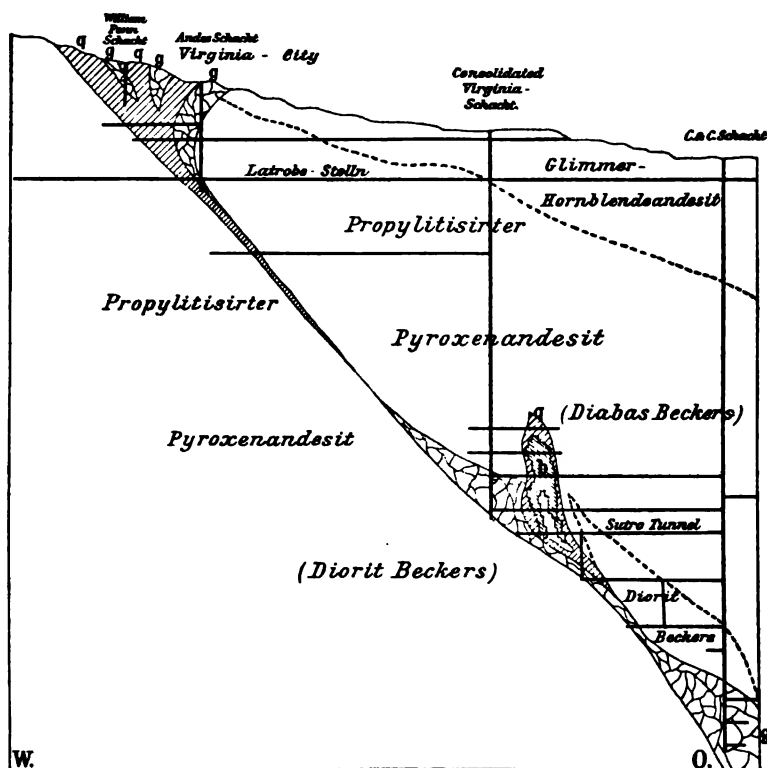 William
Penn
Schacht
Andes Schacht
Virginia - City
q
g
q
g
g
g
Consolidated
Virginia-
Schacht.
C.&C. Schacht
Latrobe-Stolln
Glimmer-
Hornblendeandesit
Propylitisirter
Propylitisirter
Pyroxenandesit
q
(Diabas Beckers)
Pyroxenandesit
b
Sutro Tunnel
(Diorit Beckers)
Diorit
Beckers
W.
O.